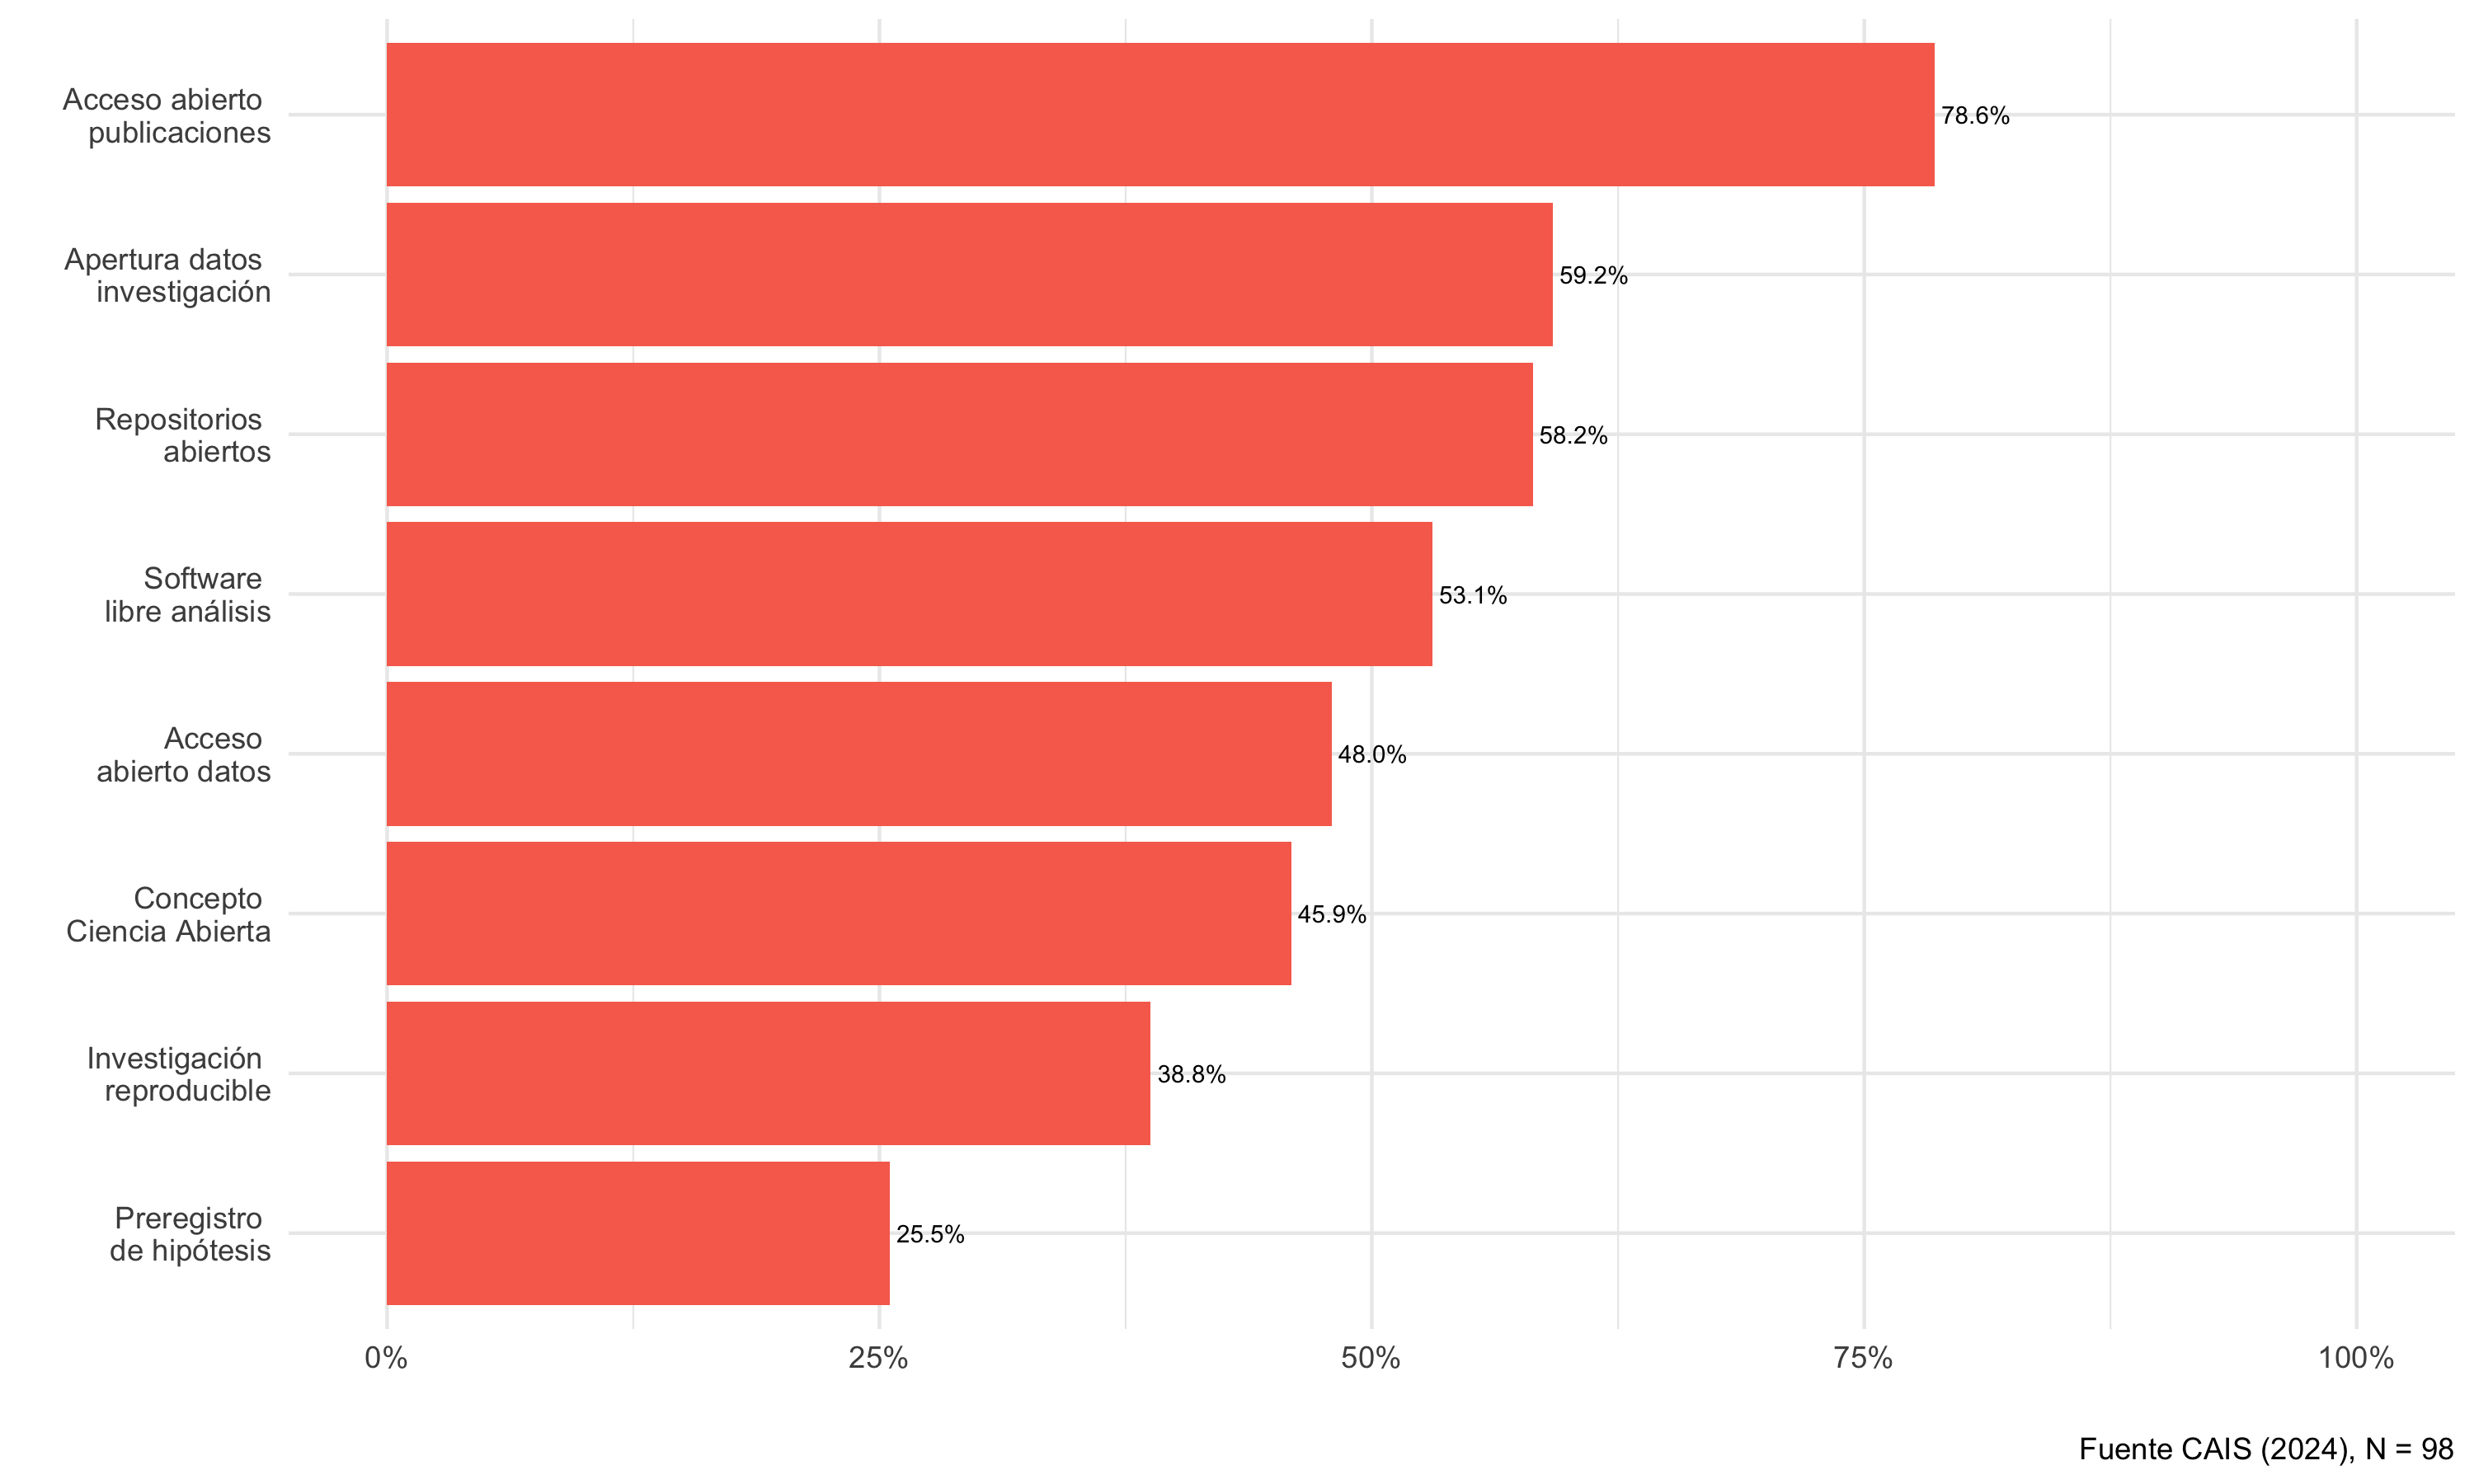 Acceso abierto
publicaciones
78.6%
Apertura datos
investigación
59.2%
Repositorios
abiertos
58.2%
Software
libre análisis
53.1%
Acceso
abierto datos
48.0%
Concepto
Ciencia Abierta
45.9%
Investigación
reproducible
38.8%
Preregistro
de hipótesis
25.5%
0% 25% 50% 75% 100%
Fuente CAIS (2024), N = 98